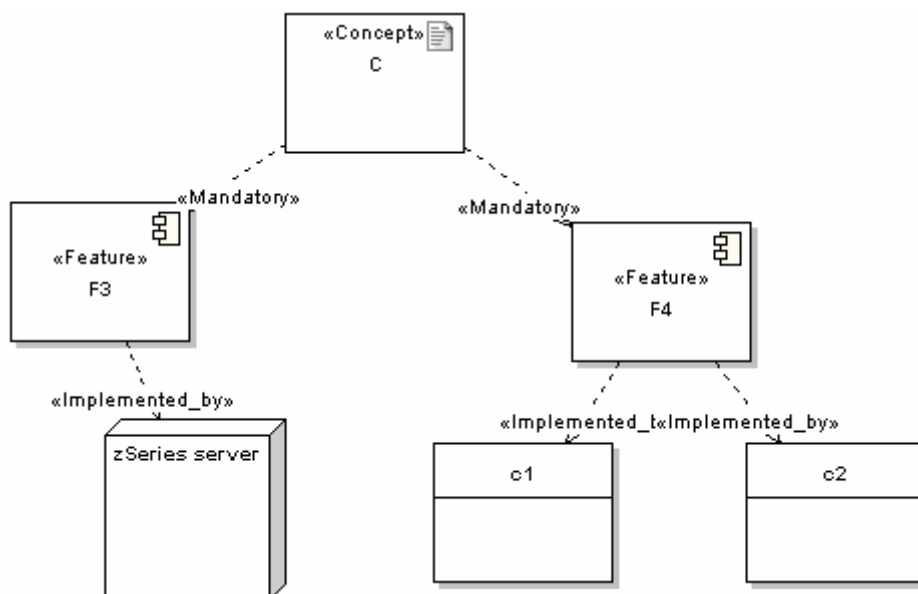 «Concept»
C
«Mandatory»
«Mandatory»
«Feature»
F3
«Feature»
F4
«Implemented_by»
«Implemented_t
«Implemented_by»
zSeries server
c1
c2